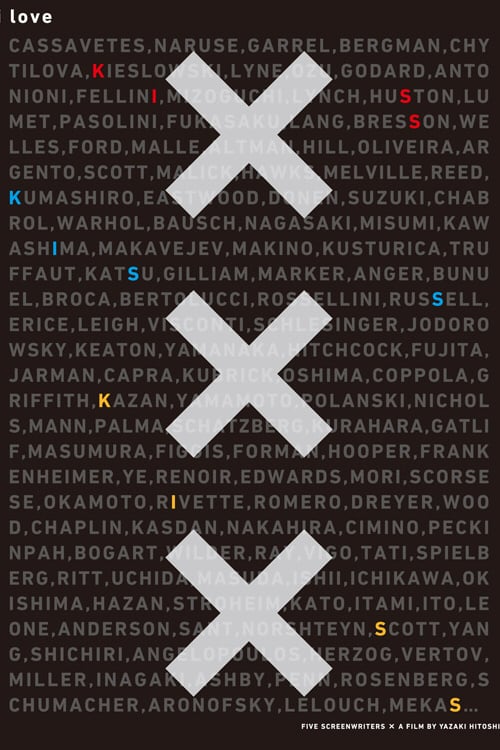 i love
CASSAVETES,NARUSE,GARREL,BERGMAN,CHY
TILOVA,KIESLOWSKI,LYNE,OZU,GODARD,ANTO
NIONI,FELLINI,MIZOGUCHI,LYNCH,HUSTON,LU
MET,PASOLINI,FUKASAKU,LANG,BRESSON,WE
LLES,FORD,MALLE,ALTMAN,HILL,OLIVEIRA,AR
GENTO,SCOTT,MALICK,HAWKS,MELVILLE,REED,
KUMASHIRO,EASTWOOD,DONEN,SUZUKI,CHAB
ROL,WARHOL,BAUSCH,NAGASAKI,MISUMI,KAW
ASHIMA,MAKAVEJEV,MAKINO,KUSTURICA,TRU
FFAUT,KATSU,GILLIAM,MARKER,ANGER,BUNU
EL,BROCA,BERTOLUCCI,ROSSELLINI,RUSSELL,
ERICE,LEIGH,VISCONTI,SCHLESINGER,JODORO
WSKY,KEATON,YAMANAKA,HITCHCOCK,FUJITA,
JARMAN,CAPRA,KUBRICK,OSHIMA,COPPOLA,G
RIFFITH,KAZAN,YAMAMOTO,POLANSKI,NICHOL
S,MANN,PALMA,SCHATZBERG,KURAHARA,GATLI
F,MASUMURA,FIGGIS,FORMAN,HOOPER,FRANK
ENHEIMER,YE,RENOIR,EDWARDS,MORI,SCORSE
SE,OKAMOTO,RIVETTE,ROMERO,DREYER,WOO
D,CHAPLIN,KASDAN,NAKAHIRA,CIMINO,PECKI
NPAH,BOGART,WILDER,RAY,VIGO,TATI,SPIELB
ERG,RITT,UCHIDA,MASUDA,ISHII,ICHIKAWA,OK
ISHIMA,HAZAN,STROHEIM,KATO,ITAMI,ITO,LE
ONE,ANDERSON,SANT,NORSHTEYN,SCOTT,YAN
G,SHICHIRI,ANGELOPOULOS,HERZOG,VERTOV,
MILLER,INAGAKI,ASHBY,PENN,ROSENBERG,S
CHUMACHER,ARONOFSKY,LELOUCH,MEKAS...
FIVE SCREENWRITERS × A FILM BY YAZAKI HITOSHI